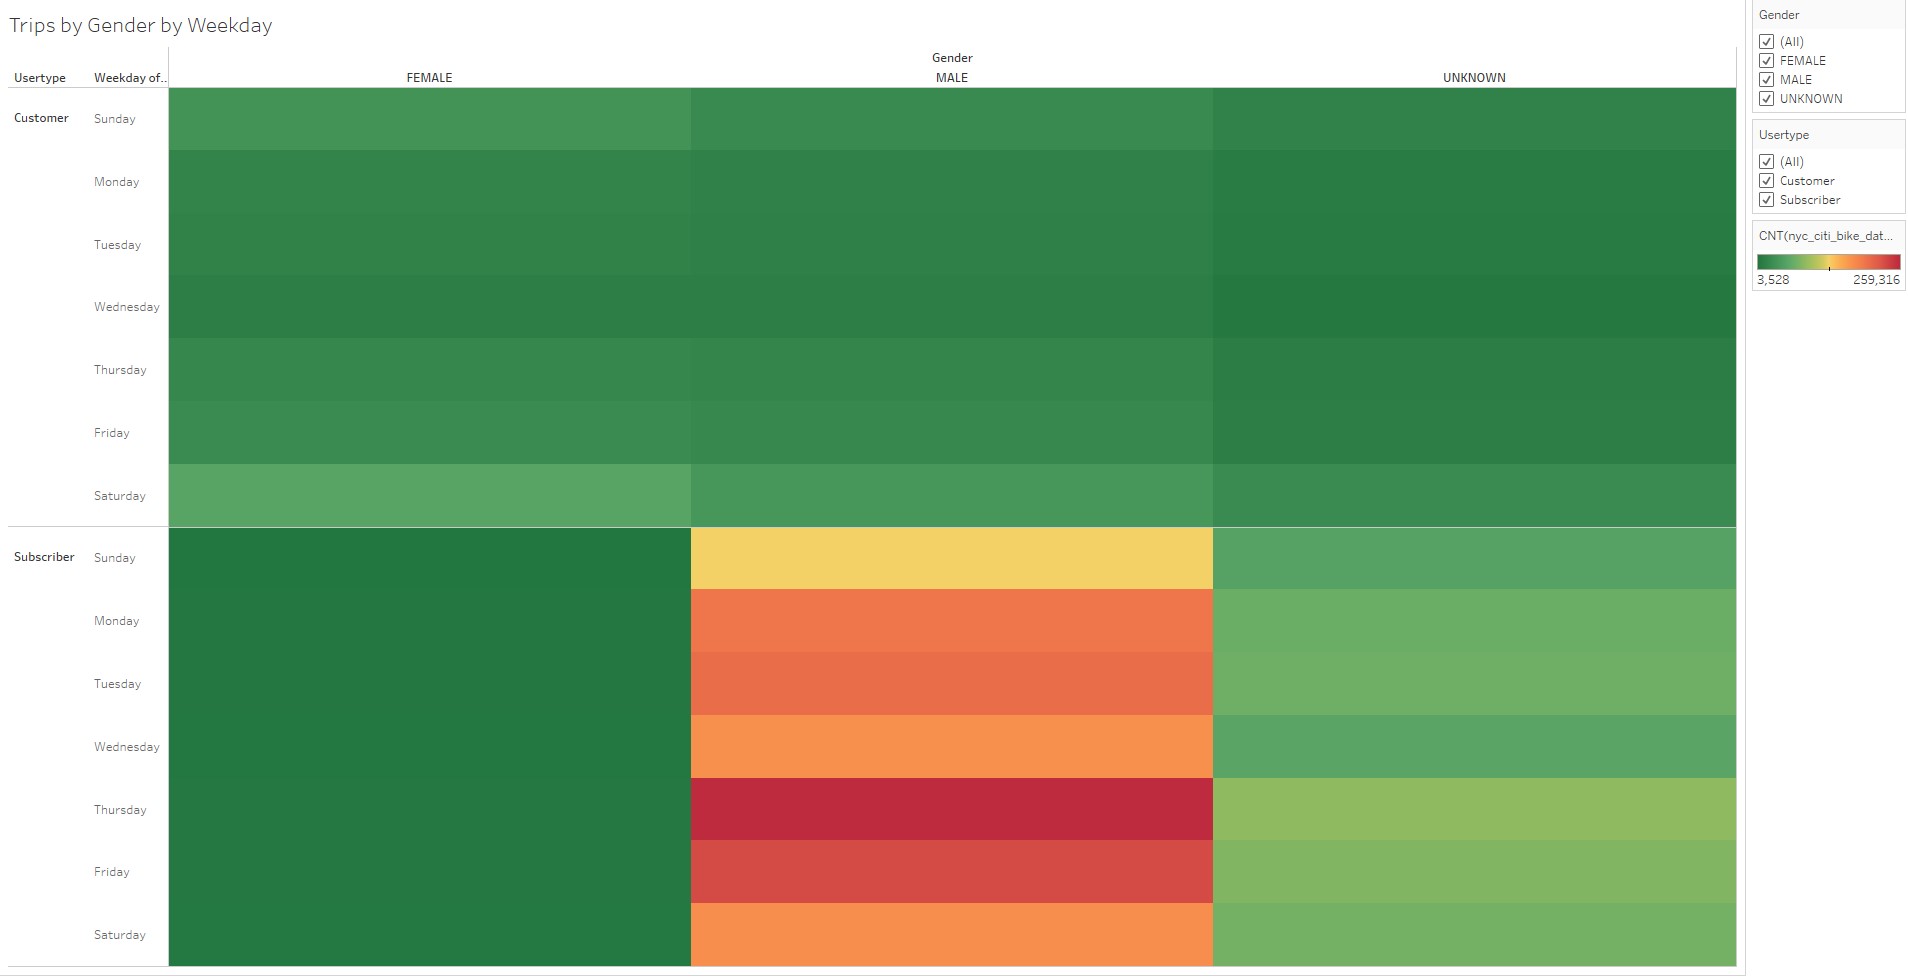 Trips by Gender by Weekday
Gender
Usertype Weekday of.. FEMALE MALE UNKNOWN
Customer Sunday
Monday
Tuesday
Wednesday
Thursday
Friday
Saturday
Subscriber Sunday
Monday
Tuesday
Wednesday
Thursday
Friday
Saturday
Gender
(All)
FEMALE
MALE
UNKNOWN
Usertype
(All)
Customer
Subscriber
CNT(nyc_citi_bike_dat...
3,528 259,316